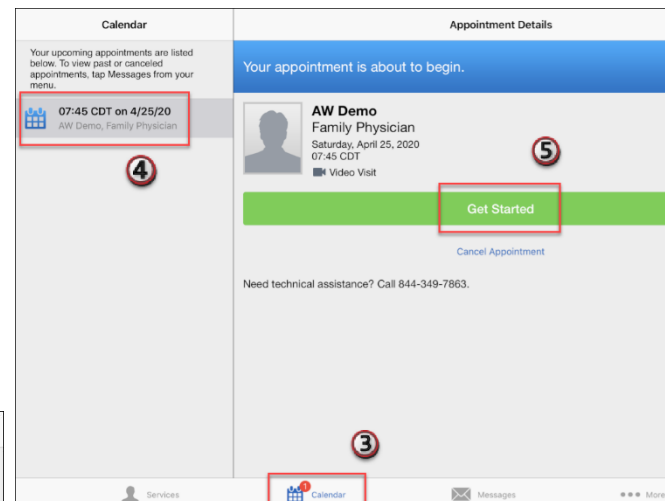 Calendar
Appointment Details
Your upcoming appointments are listed
below. To view past or canceled
appointments, tap Messages from your
menu.
07:45 CDT on 4/25/20
AW Demo, Family Physician
4
Your appointment is about to begin.
AW Demo
Family Physician
Saturday, April 25, 2020
07:45 CDT
Video Visit
5
Get Started
Cancel Appointment
Need technical assistance? Call 844-349-7863.
3
Services
1
Calendar
Messages
More